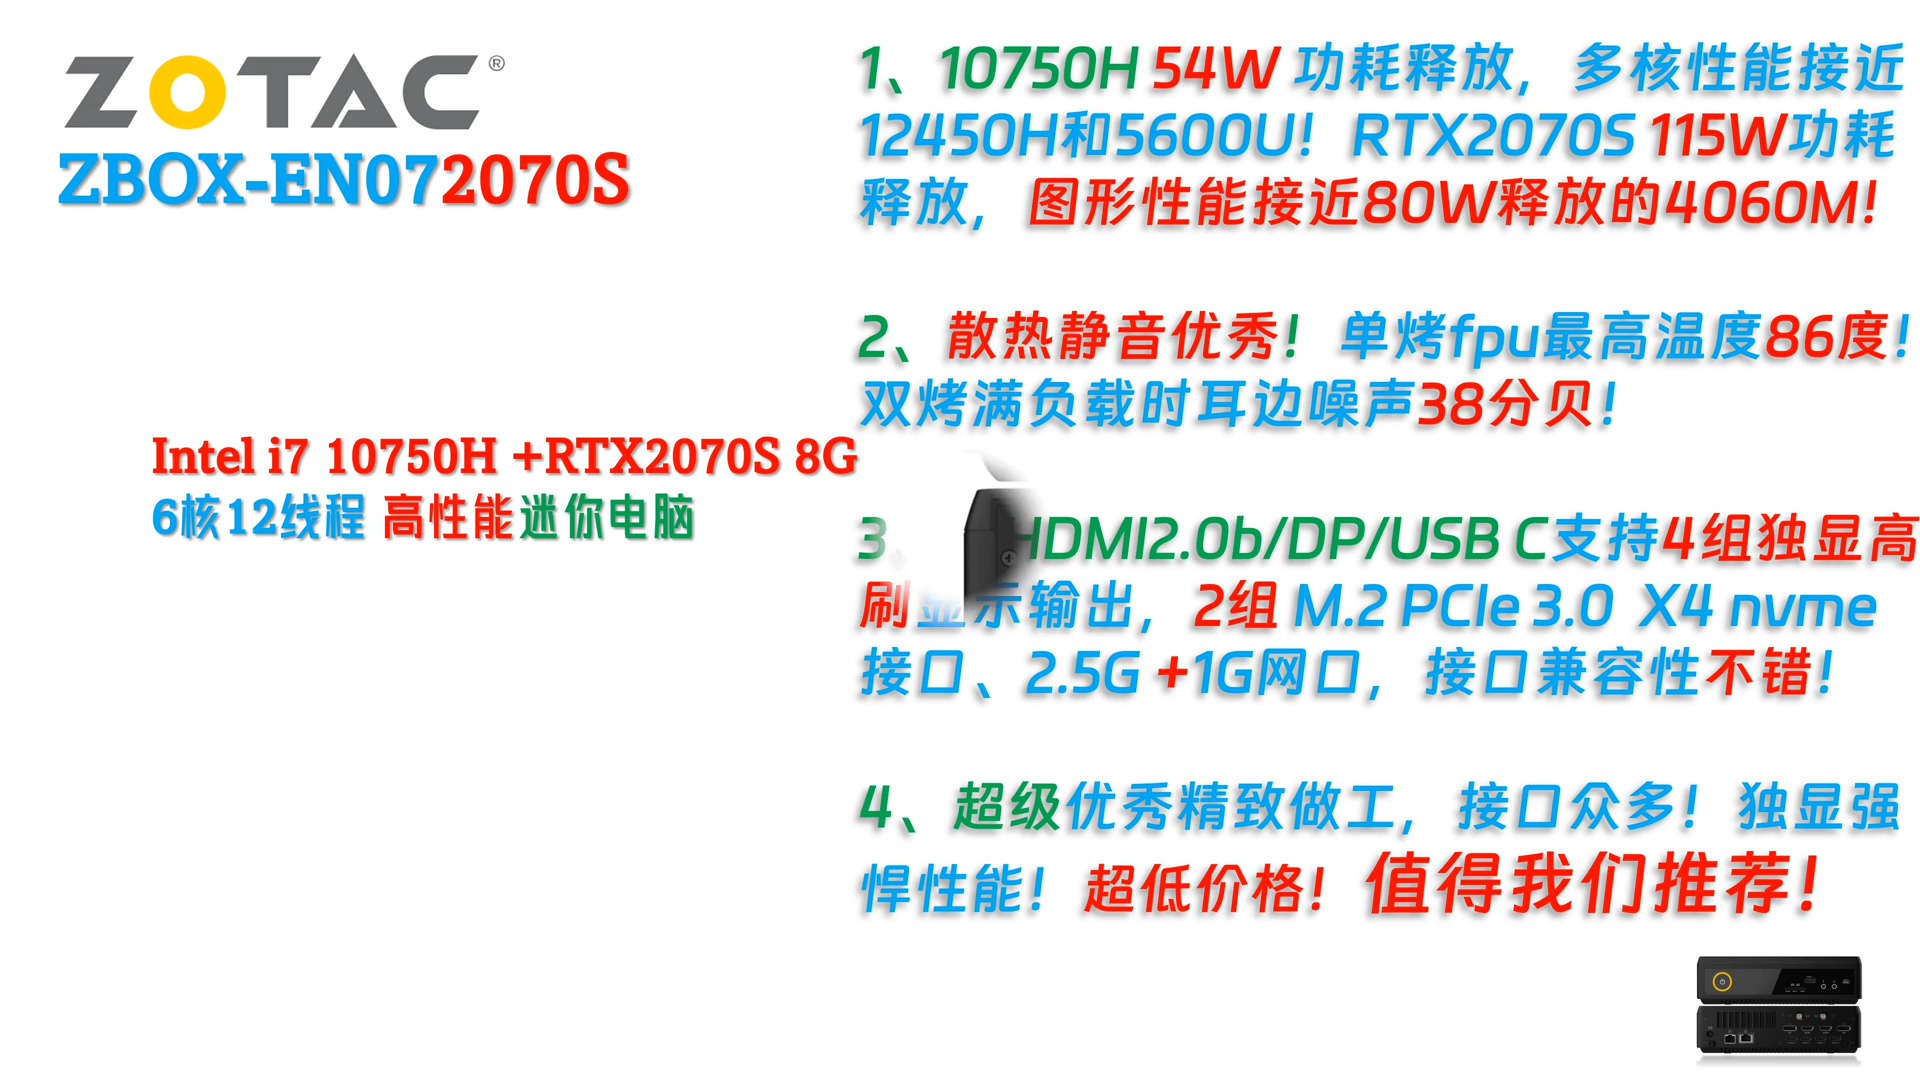 ZOTAC®
ZBOX-EN072070S
Intel i7 10750H +RTX2070S 8G
6核12线程 高性能迷你电脑
1、10750H 54W 功耗释放，多核性能接近
12450H和5600U！RTX2070S 115W功耗
释放，图形性能接近80W释放的4060M！
2、散热静音优秀！单烤fpu最高温度86度！
双烤满负载时耳边噪声38分贝！
3、HDMI2.0b/DP/USB C支持4组独显高
刷显示输出，2组 M.2 PCIe 3.0 X4 nvme
接口、2.5G +1G网口，接口兼容性不错！
4、超级优秀精致做工，接口众多！独显强
悍性能！超低价格！值得我们推荐！